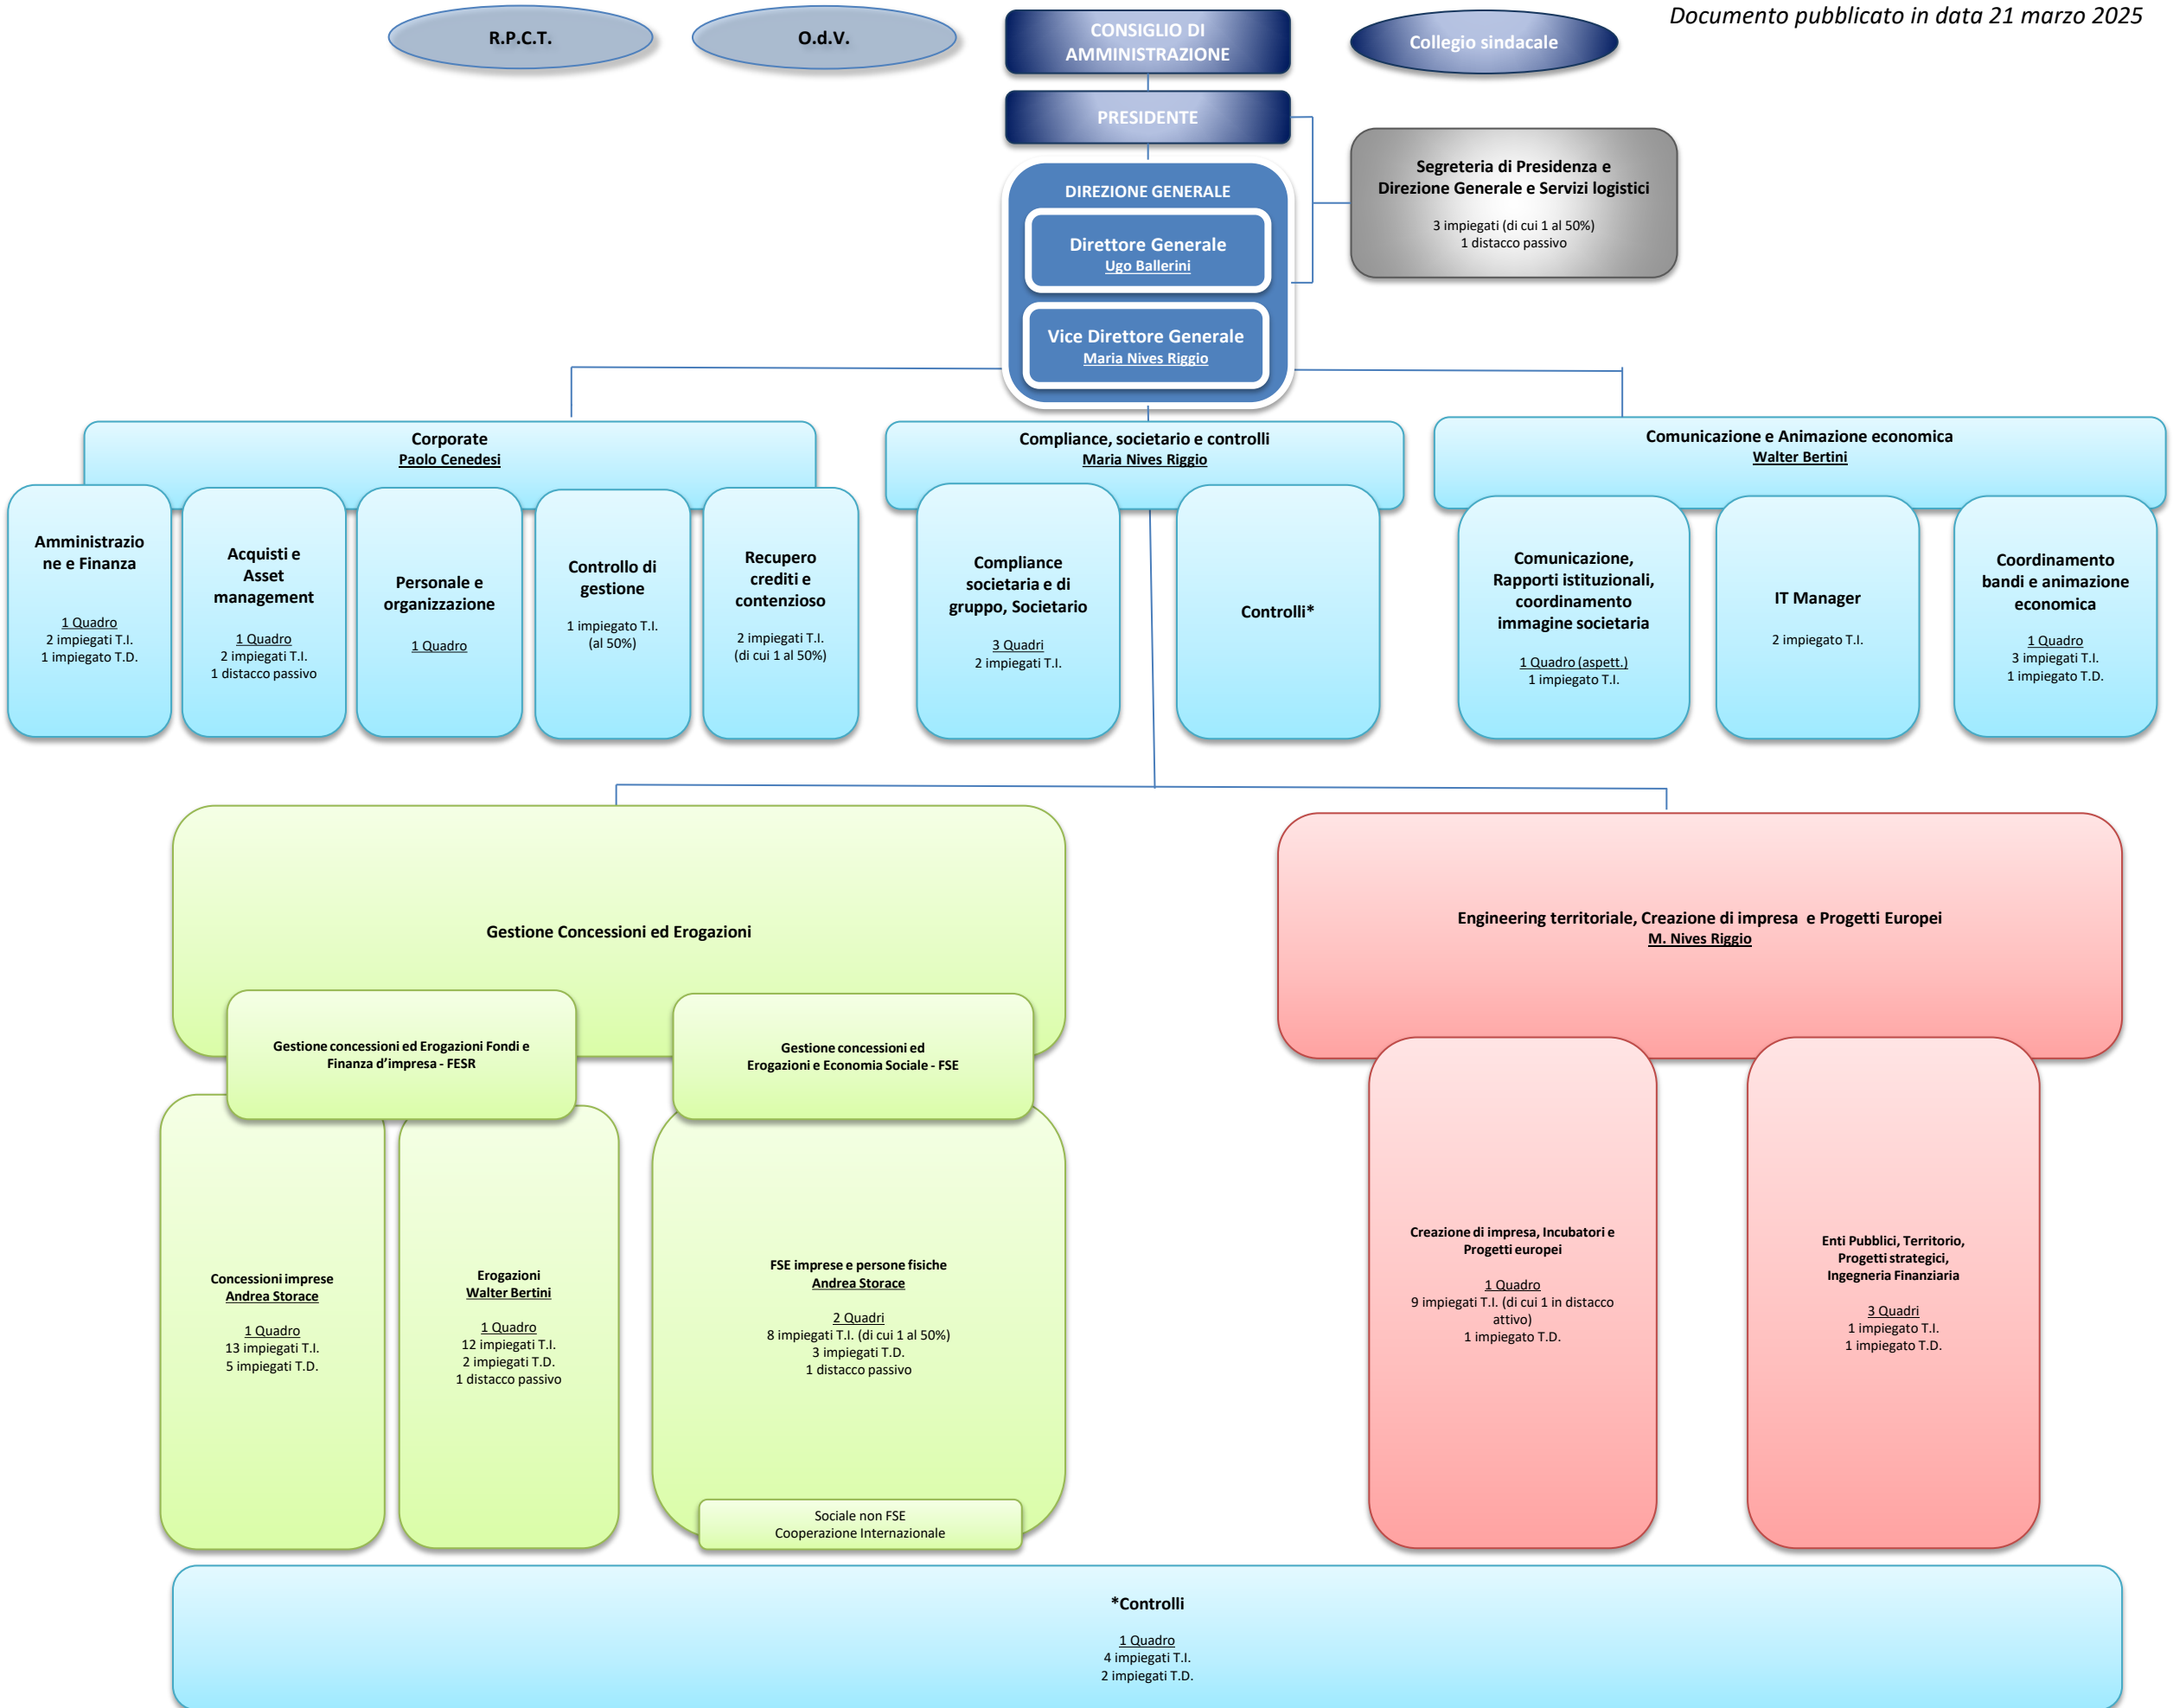 Documento pubblicato in data 21 marzo 2025
R.P.C.T.
O.d.V.
CONSIGLIO DI
AMMINISTRAZIONE
Collegio sindacale
PRESIDENTE
Segreteria di Presidenza e
Direzione Generale e Servizi logistici
3 impiegati (di cui 1 al 50%)
1 distacco passivo
DIREZIONE GENERALE
Direttore Generale
Ugo Ballerini
Vice Direttore Generale
Maria Nives Riggio
Corporate
Paolo Cenedesi
Amministrazio
ne e Finanza
1 Quadro
2 impiegati T.I.
1 impiegato T.D.
Acquisti e
Asset
management
1 Quadro
2 impiegati T.I.
1 distacco passivo
Personale e
organizzazione
1 Quadro
Controllo di
gestione
1 impiegato T.I.
(al 50%)
Recupero
crediti e
contenzioso
2 impiegati T.I.
(di cui 1 al 50%)
Compliance, societario e controlli
Maria Nives Riggio
Compliance
societaria e di
gruppo, Societario
3 Quadri
2 impiegati T.I.
Controlli*
Comunicazione e Animazione economica
Walter Bertini
Comunicazione,
Rapporti istituzionali,
coordinamento
immagine societaria
1 Quadro (aspett.)
1 impiegato T.I.
IT Manager
2 impiegato T.I.
Coordinamento
bandi e animazione
economica
1 Quadro
3 impiegati T.I.
1 impiegato T.D.
Gestione Concessioni ed Erogazioni
Gestione concessioni ed Erogazioni Fondi e
Finanza d’impresa - FESR
Gestione concessioni ed
Erogazioni e Economia Sociale - FSE
Concessioni imprese
Andrea Storace
1 Quadro
13 impiegati T.I.
5 impiegati T.D.
Erogazioni
Walter Bertini
1 Quadro
12 impiegati T.I.
2 impiegati T.D.
1 distacco passivo
FSE imprese e persone fisiche
Andrea Storace
2 Quadri
8 impiegati T.I. (di cui 1 al 50%)
3 impiegati T.D.
1 distacco passivo
Sociale non FSE
Cooperazione Internazionale
Engineering territoriale, Creazione di impresa e Progetti Europei
M. Nives Riggio
Creazione di impresa, Incubatori e
Progetti europei
1 Quadro
9 impiegati T.I. (di cui 1 in distacco
attivo)
1 impiegato T.D.
Enti Pubblici, Territorio,
Progetti strategici,
Ingegneria Finanziaria
3 Quadri
1 impiegato T.I.
1 impiegato T.D.
*Controlli
1 Quadro
4 impiegati T.I.
2 impiegati T.D.